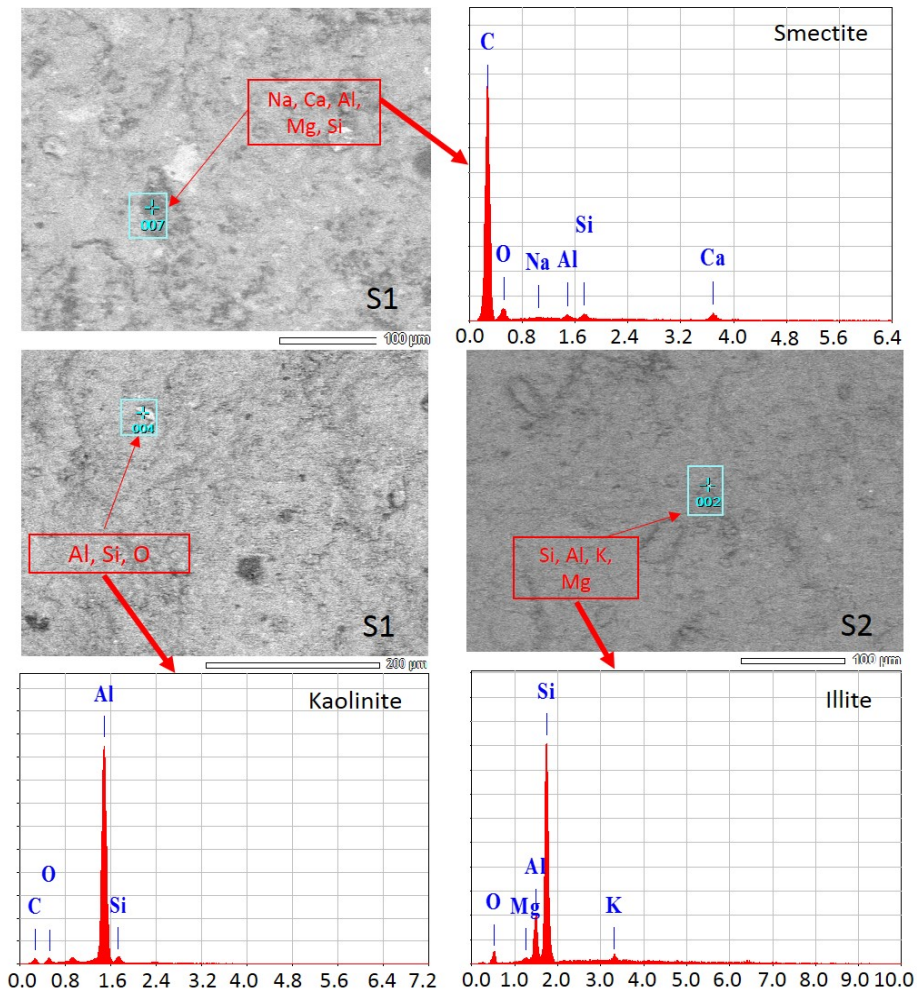 Na, Ca, Al,
Mg, Si
007
S1
100 µm
Smectite
C
O
Na
Al
Si
Ca
0.0 0.8 1.6 2.4 3.2 4.0 4.8 5.6 6.4
004
Al, Si, O
S1
200 µm
002
Si, Al, K,
Mg
S2
100 µm
Kaolinite
Al
O
C
Si
0.0 0.8 1.6 2.4 3.2 4.0 4.8 5.6 6.4 7.2
Illite
Si
Al
O
Mg
K
0.0 1.0 2.0 3.0 4.0 5.0 6.0 7.0 8.0 9.0 10.0